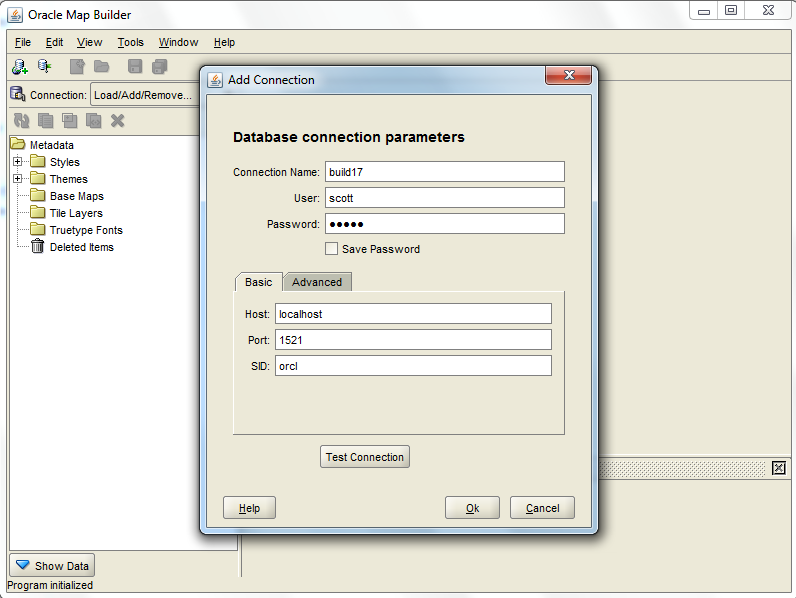 Oracle Map Builder
File Edit View Tools Window Help
Connection: Load/Add/Remove...
Metadata
Styles
Themes
Base Maps
Tile Layers
Truetype Fonts
Deleted Items
Show Data
Program initialized
Add Connection
Database connection parameters
Connection Name: build17
User: scott
Password: ●●●●●
Save Password
Basic Advanced
Host: localhost
Port: 1521
SID: orcl
Test Connection
Help Ok Cancel